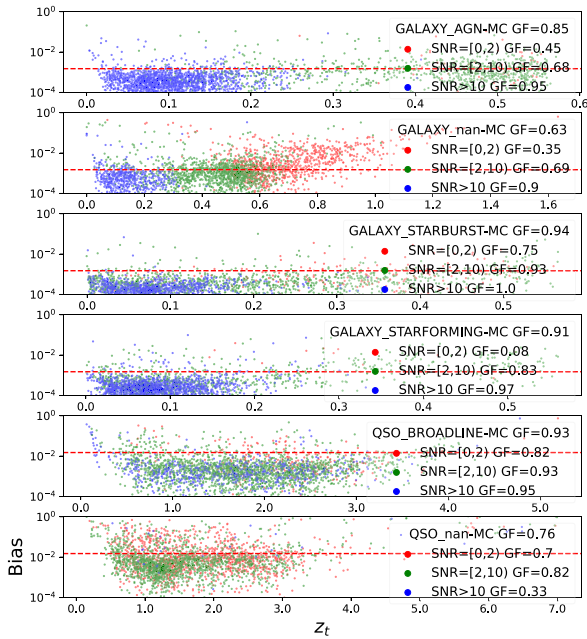 GALAXY_AGN-MC GF=0.85
SNR=[0,2) GF=0.45
SNR=[2,10) GF=0.68
SNR>10 GF=0.95
10⁰
10⁻²
10⁻⁴
0.0 0.1 0.2 0.3 0.4 0.5 0.6
GALAXY_nan-MC GF=0.63
SNR=[0,2) GF=0.35
SNR=[2,10) GF=0.69
SNR>10 GF=0.9
10⁰
10⁻²
10⁻⁴
0.0 0.2 0.4 0.6 0.8 1.0 1.2 1.4 1.6
GALAXY_STARBURST-MC GF=0.94
SNR=[0,2) GF=0.75
SNR=[2,10) GF=0.93
SNR>10 GF=1.0
10⁰
10⁻²
10⁻⁴
0.0 0.1 0.2 0.3 0.4 0.5
GALAXY_STARFORMING-MC GF=0.91
SNR=[0,2) GF=0.08
SNR=[2,10) GF=0.83
SNR>10 GF=0.97
10⁰
10⁻²
10⁻⁴
0.0 0.1 0.2 0.3 0.4 0.5
QSO_BROADLINE-MC GF=0.93
SNR=[0,2) GF=0.82
SNR=[2,10) GF=0.93
SNR>10 GF=0.95
10⁰
10⁻²
10⁻⁴
0.0 1.0 2.0 3.0 4.0 5.0
QSO_nan-MC GF=0.76
SNR=[0,2) GF=0.7
SNR=[2,10) GF=0.82
SNR>10 GF=0.33
10⁰
10⁻²
10⁻⁴
0.0 1.0 2.0 3.0 4.0 5.0 6.0 7.0
Bias
z_t